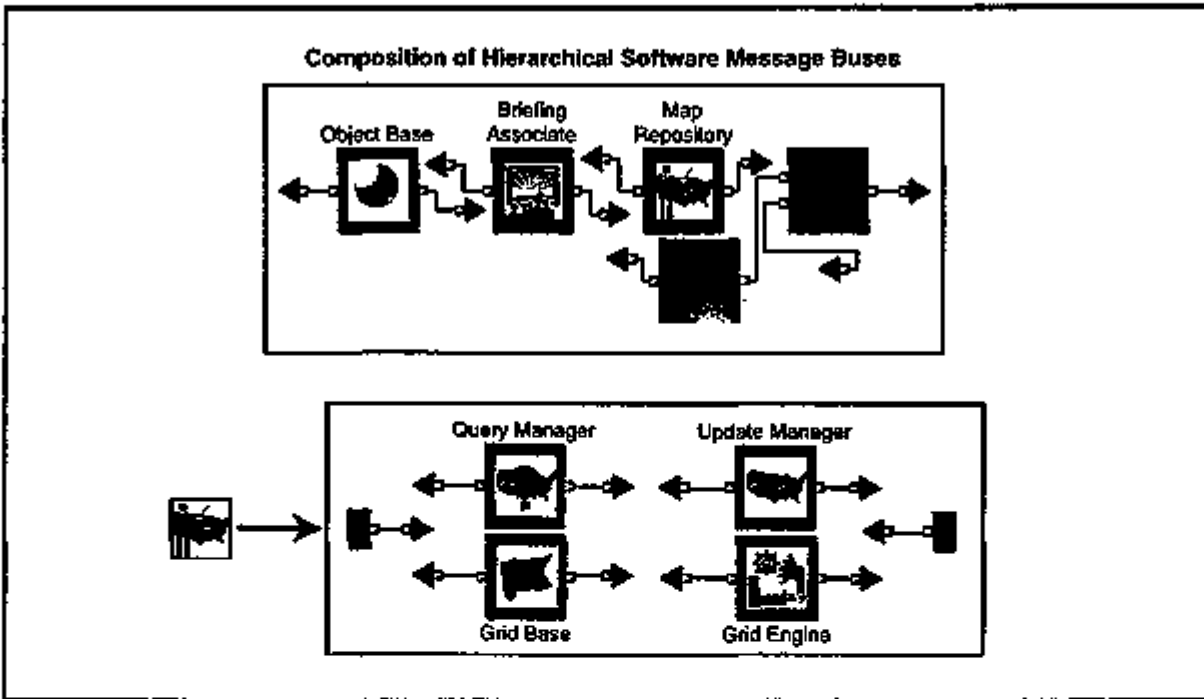 Composition of Hierarchical Software Message Buses
Object Base
Briefing
Associate
Map
Repository
Query Manager
Update Manager
Grid Base
Grid Engine